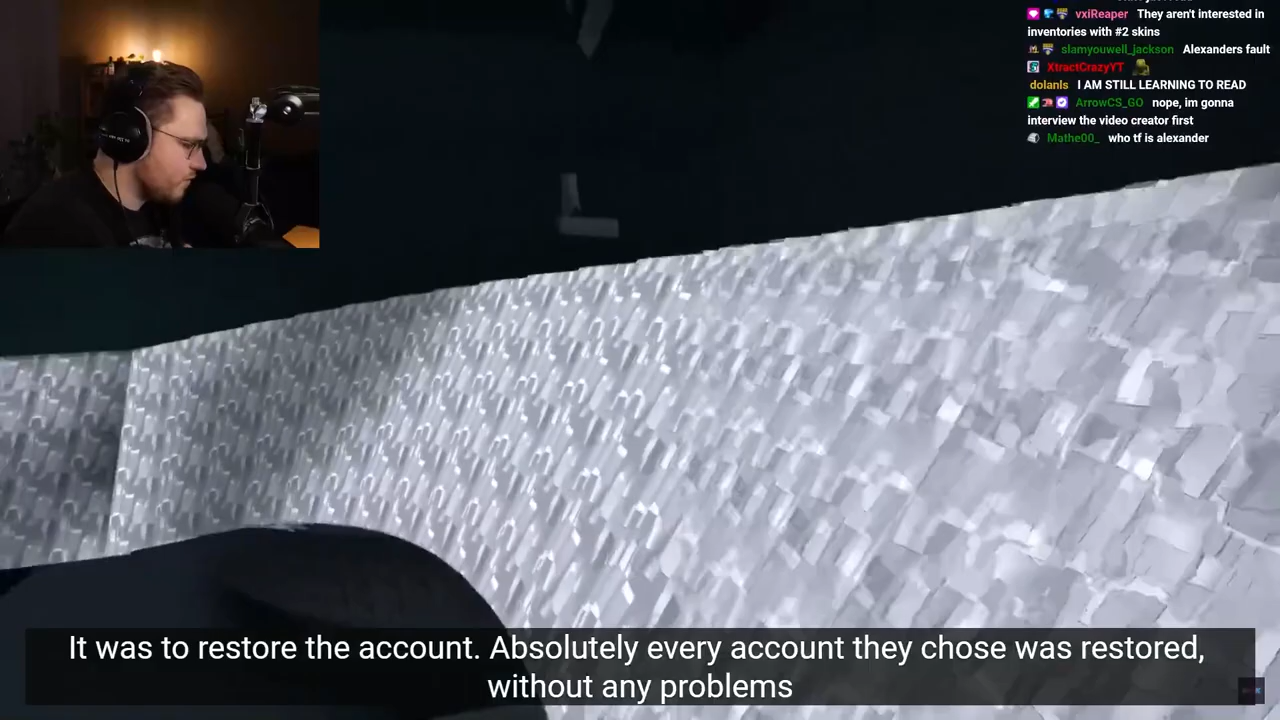 vxiReaper They aren't interested in
inventories with #2 skins
slamyouwell_jackson Alexanders fault
XtractCrazyYT
dolanls I AM STILL LEARNING TO READ
ArrowCS_GO nope, im gonna
interview the video creator first
Mathe00_ who tf is alexander
It was to restore the account. Absolutely every account they chose was restored,
without any problems